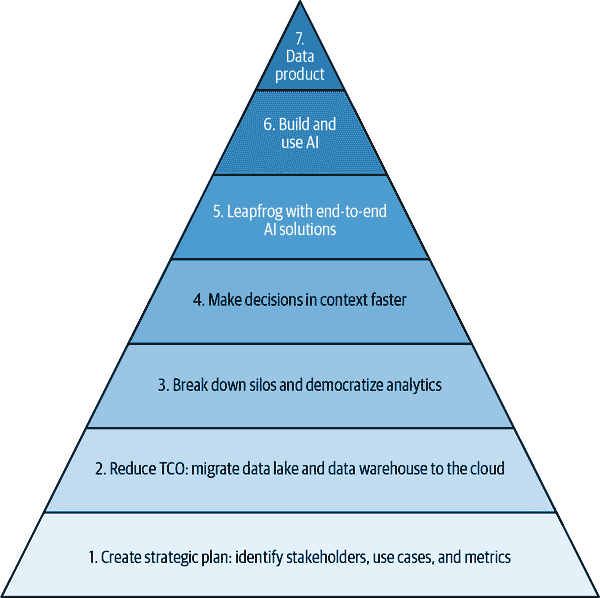 7.
Data
product
6. Build and
use AI
5. Leapfrog with end-to-end
AI solutions
4. Make decisions in context faster
3. Break down silos and democratize analytics
2. Reduce TCO: migrate data lake and data warehouse to the cloud
1. Create strategic plan: identify stakeholders, use cases, and metrics